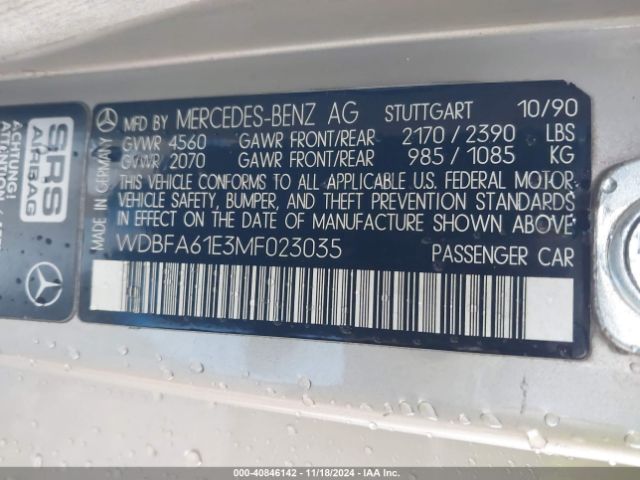 MFD BY MERCEDES-BENZ AG STUTTGART 10/90
GVWR 4560 GAWR FRONT/REAR 2170 / 2390 LBS
GVWR 2070 GAWR FRONT/REAR 985 / 1085 KG
THIS VEHICLE CONFORMS TO ALL APPLICABLE U.S. FEDERAL MOTOR
VEHICLE SAFETY, BUMPER, AND THEFT PREVENTION STANDARDS
IN EFFECT ON THE DATE OF MANUFACTURE SHOWN ABOVE
WDBFA61E3MF023035 PASSENGER CAR
MADE IN GERMANY
SRS
AIRBAG
ACHTUNG!
000-40846142 | 11/18/2024 - IAA Inc.